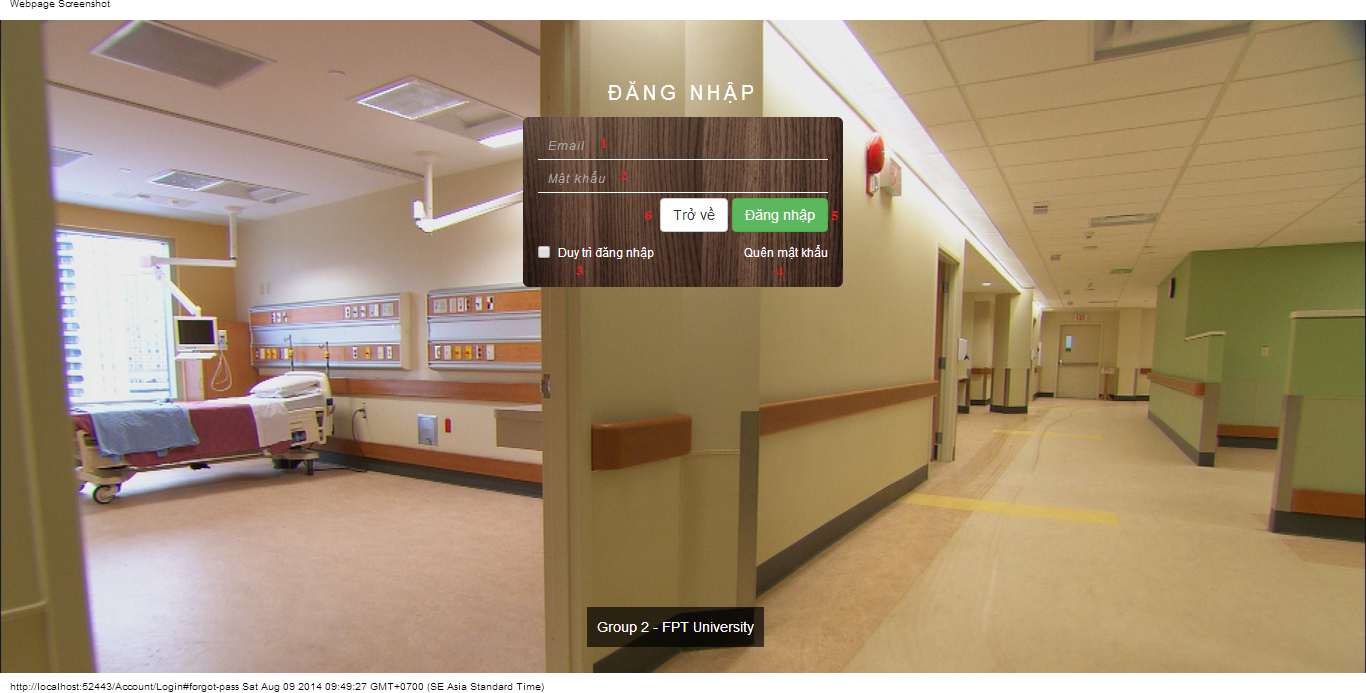 Webpage Screenshot
ĐĂNG NHẬP
Email 1
Mật khẩu 2
6 Trở về Đăng nhập 5
Duy trì đăng nhập Quên mật khẩu
3 4
Group 2 - FPT University
http://localhost:52443/Account/Login#forgot-pass Sat Aug 09 2014 09:49:27 GMT+0700 (SE Asia Standard Time)